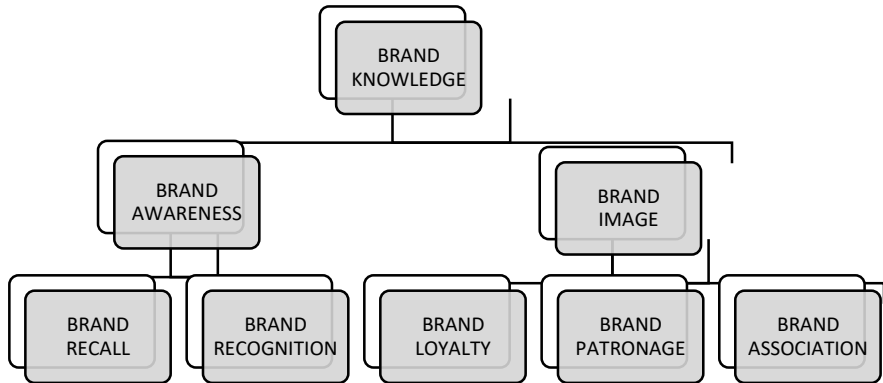 BRAND
KNOWLEDGE
BRAND
AWARENESS
BRAND
IMAGE
BRAND
RECALL
BRAND
RECOGNITION
BRAND
LOYALTY
BRAND
PATRONAGE
BRAND
ASSOCIATION